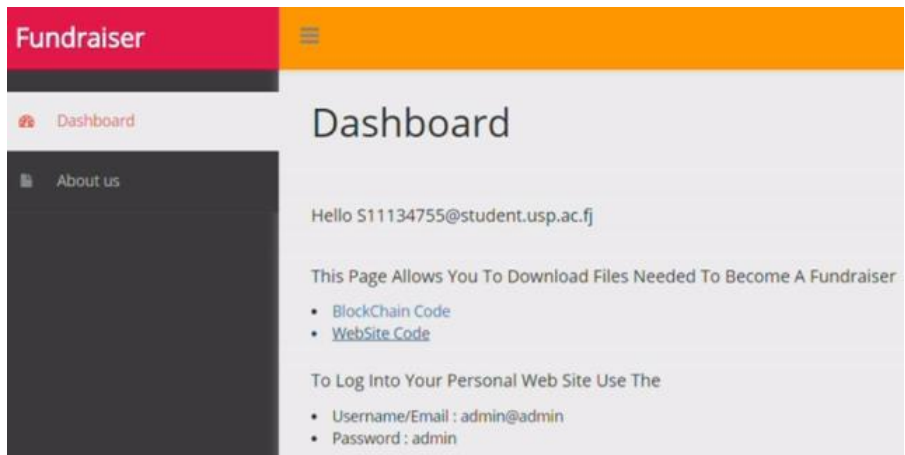 Fundraiser
Dashboard
About us
Dashboard
Hello S11134755@student.usp.ac.fj
This Page Allows You To Download Files Needed To Become A Fundraiser
BlockChain Code
WebSite Code
To Log Into Your Personal Web Site Use The
Username/Email : admin@admin
Password : admin